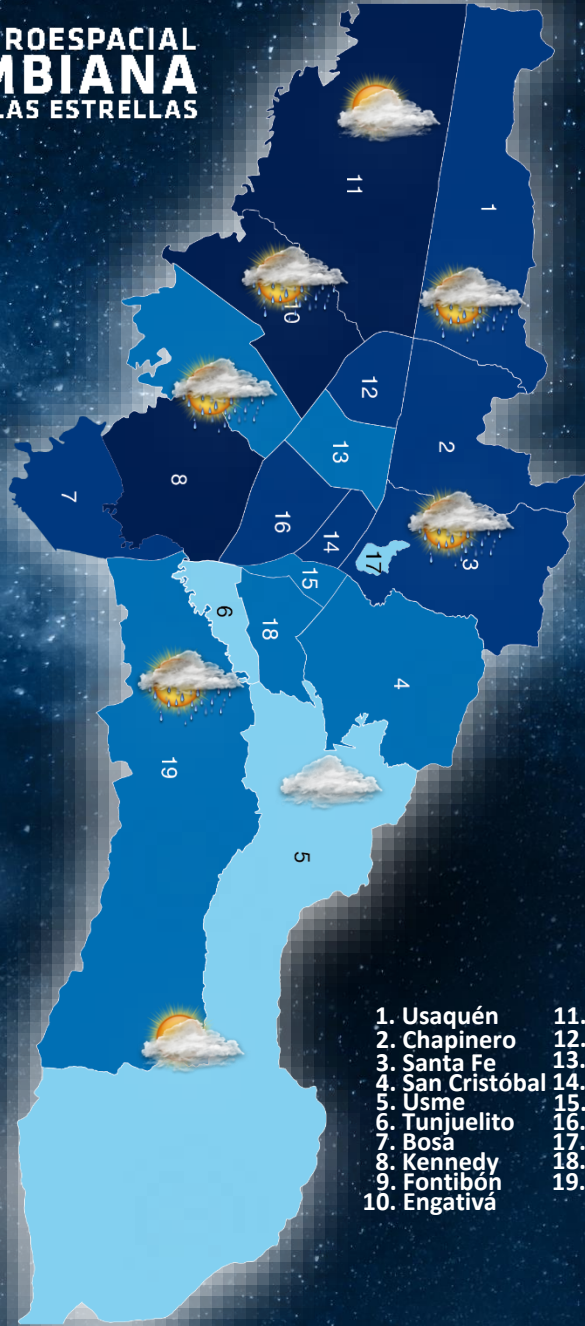 ROESPACIAL
MBIANA
LAS ESTRELLAS
11
1
10
12
2
13
8
7
16
14
17
3
15
6
18
4
19
5
1. Usaquén 11.
2. Chapinero 12.
3. Santa Fe 13.
4. San Cristóbal 14.
5. Usme 15.
6. Tunjuelito 16.
7. Bosa 17.
8. Kennedy 18.
9. Fontibón 19.
10. Engativá